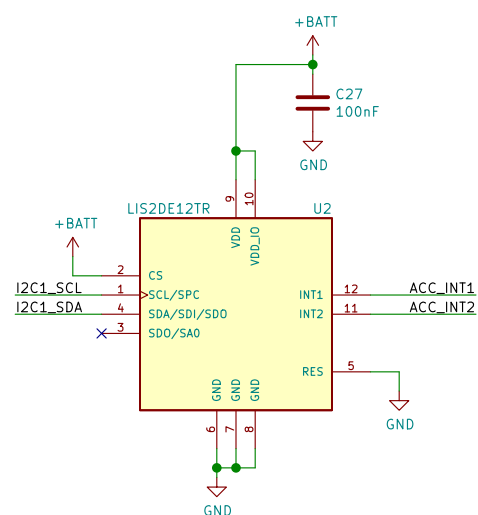 +BATT
C27
100nF
GND
LIS2DE12TR
U2
9
10
VDD
VDD_IO
+BATT
2
CS
I2C1_SCL
1
SCL/SPC
INT1
12
ACC_INT1
I2C1_SDA
4
SDA/SDI/SDO
INT2
11
ACC_INT2
3
SDO/SA0
RES
5
GND
GND
GND
GND
6
7
8
GND